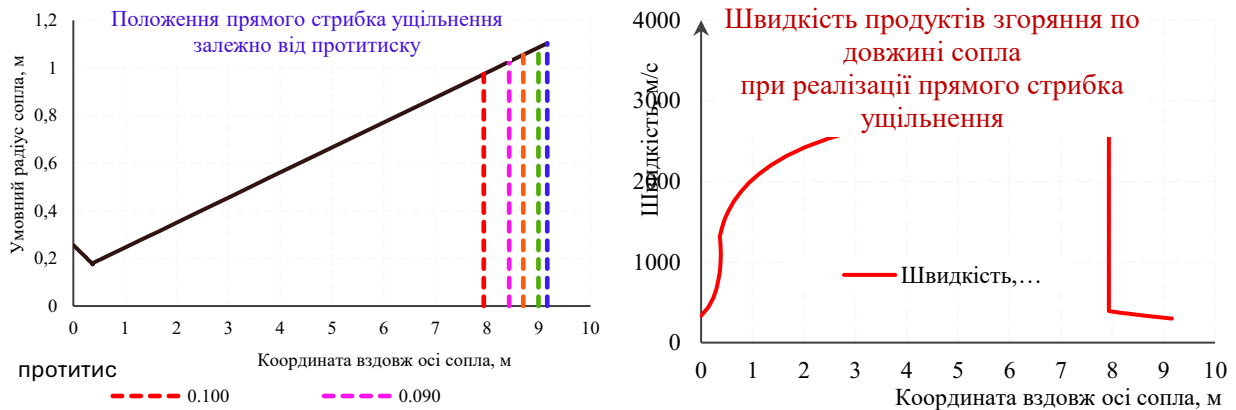 Положення прямого стрибка ущільнення
залежно від протитиску
1,2
1
0,8
0,6
0,4
0,2
0
Умовний радіус сопла, м
0 1 2 3 4 5 6 7 8 9 10
Координата вздовж осі сопла, м
протитис
0.100 0.090
Швидкість продуктів згоряння по
довжині сопла
при реалізації прямого стрибка
ущільнення
4000
3000
2000
1000
0
Швидкість, м/с
Швидкість,…
0 1 2 3 4 5 6 7 8 9 10
Координата вздовж осі сопла, м